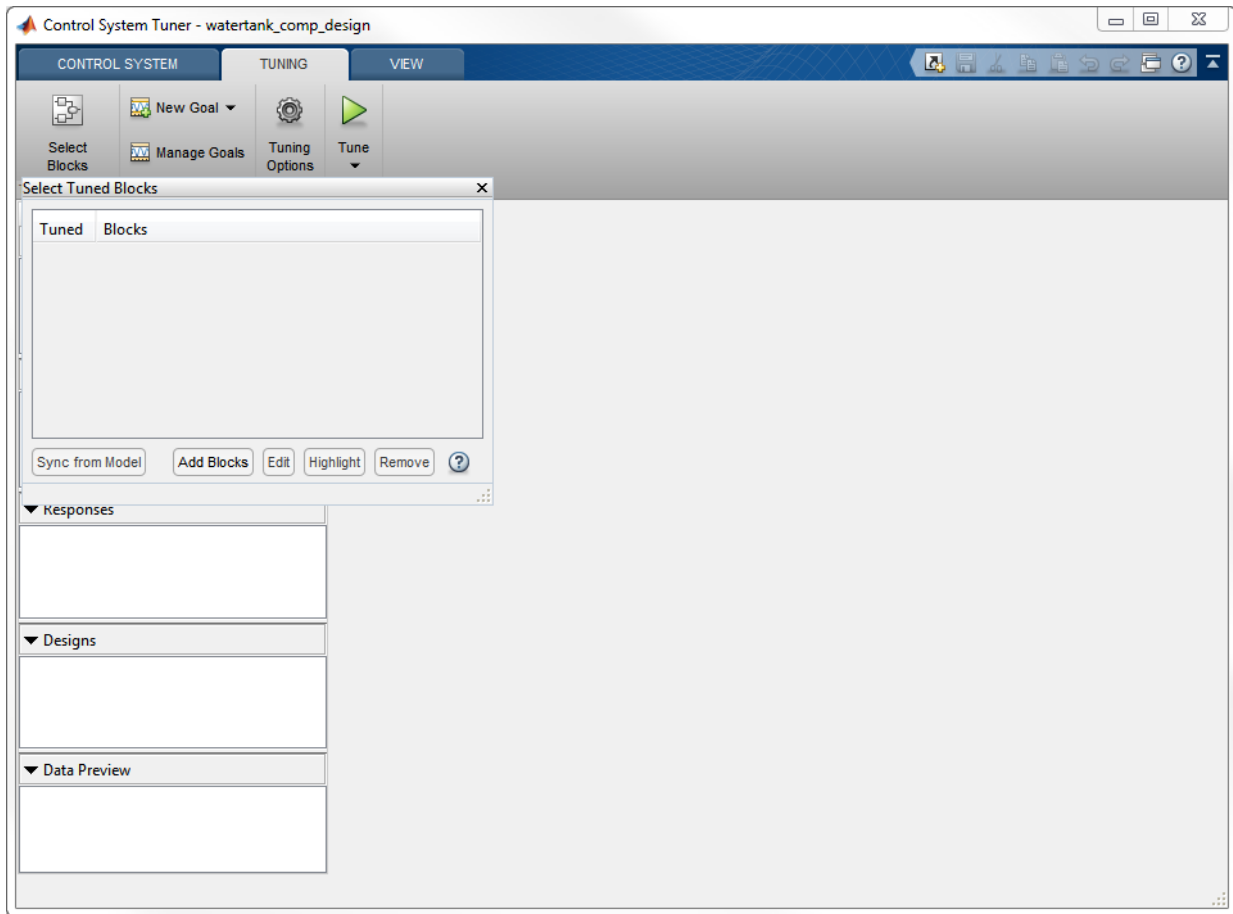 Control System Tuner - watertank_comp_design
CONTROL SYSTEM
TUNING
VIEW
Select
Blocks
New Goal
Manage Goals
Tuning
Options
Tune
Select Tuned Blocks
Tuned Blocks
Sync from Model
Add Blocks
Edit
Highlight
Remove
Responses
Designs
Data Preview